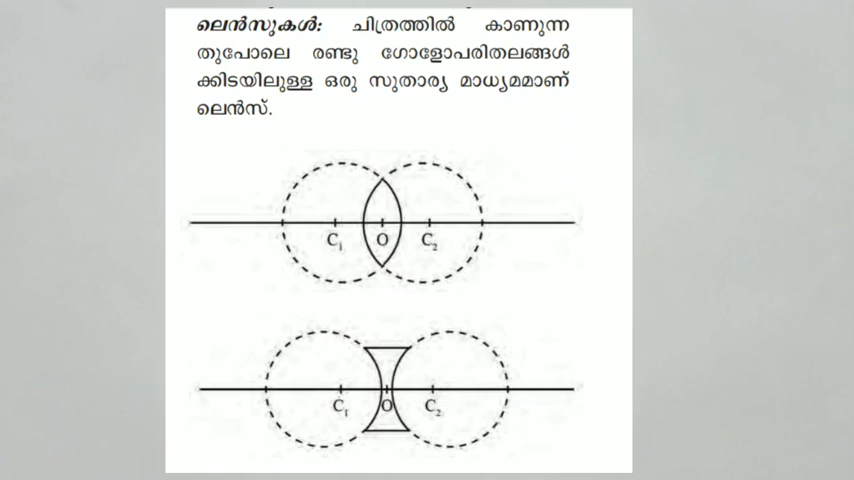 ലെൻസുകൾ: ചിത്രത്തിൽ കാണുന്ന
തുപോലെ രണ്ടു ഗോളോപരിതലങ്ങൾ
ക്കിടയിലുള്ള ഒരു സുതാര്യ മാധ്യമമാണ്
ലെൻസ്.
C₁ O C₂
C₁ O C₂